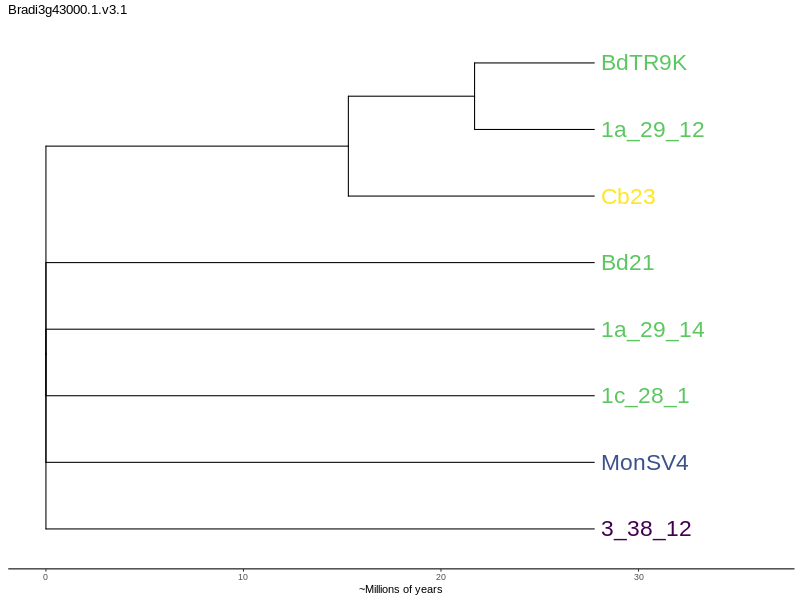 Bradi3g43000.1.v3.1
BdTR9K
1a_29_12
Cb23
Bd21
1a_29_14
1c_28_1
MonSV4
3_38_12
0 10 20 30
~Millions of years